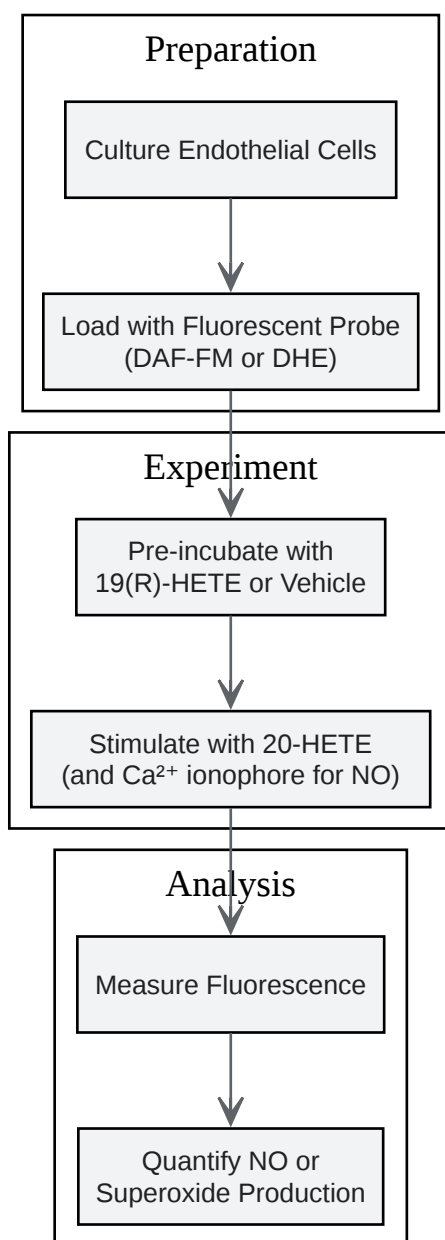 Preparation
Culture Endothelial Cells
Load with Fluorescent Probe
(DAF-FM or DHE)
Experiment
Pre-incubate with
19(R)-HETE or Vehicle
Stimulate with 20-HETE
(and Ca²⁺ ionophore for NO)
Analysis
Measure Fluorescence
Quantify NO or
Superoxide Production